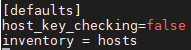 [defaults]
host_key_checking=false
inventory = hosts